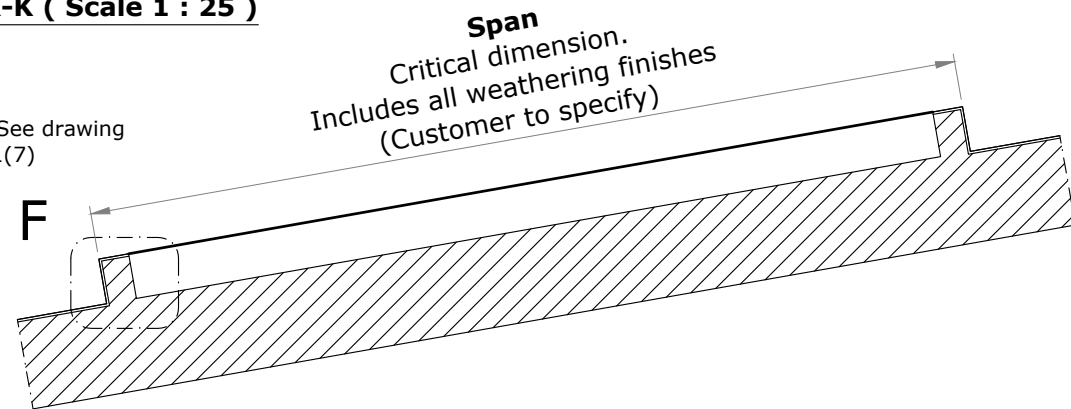 -K ( Scale 1 : 25 )
Span
Critical dimension.
Includes all weathering finishes
(Customer to specify)
See drawing
(7)
F